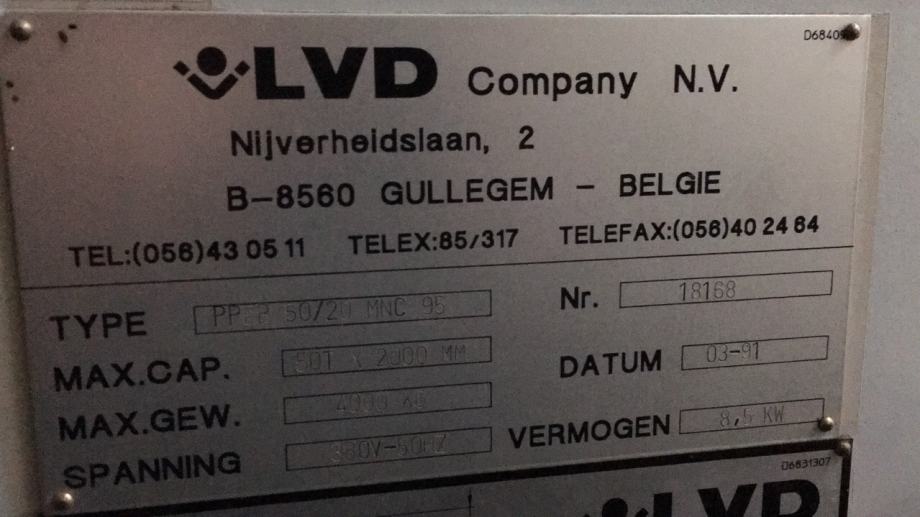 D6840
LVD Company N.V.
Nijverheidslaan, 2
B-8560 GULLEGEM - BELGIE
TEL:(056)43 05 11 TELEX:85/317 TELEFAX:(056)40 24 64
TYPE 50/20 MNC 95 Nr. 18168
MAX.CAP. 50T X 2000 MM DATUM 03-91
MAX.GEW. 4000 KG VERMOGEN 8,5 KW
SPANNING 380V-50HZ
D6831307
LVD